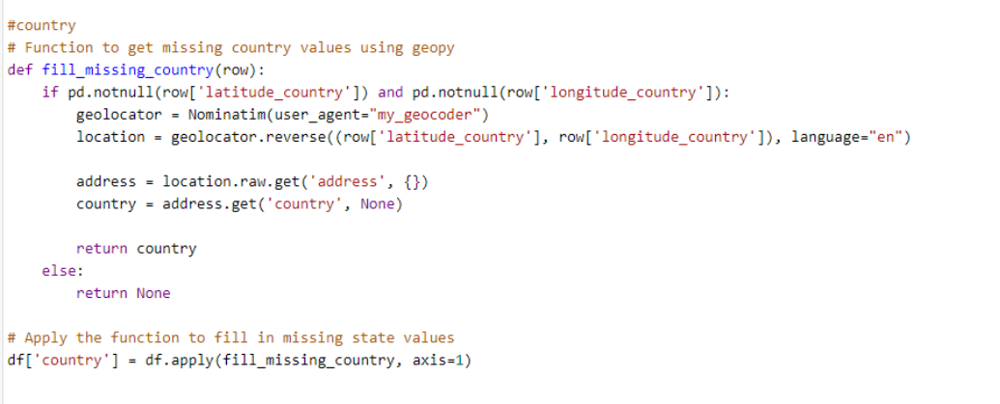 #country
# Function to get missing country values using geopy
def fill_missing_country(row):
    if pd.notnull(row['latitude_country']) and pd.notnull(row['longitude_country']):
        geolocator = Nominatim(user_agent="my_geocoder")
        location = geolocator.reverse((row['latitude_country'], row['longitude_country']), language="en")

        address = location.raw.get('address', {})
        country = address.get('country', None)

        return country
    else:
        return None

# Apply the function to fill in missing state values
df['country'] = df.apply(fill_missing_country, axis=1)